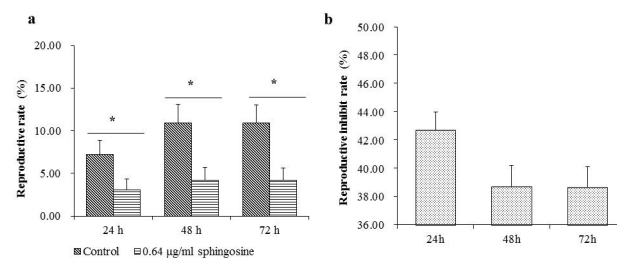 a
Reproductive rate (%)
20.00
15.00
10.00
5.00
0.00
*
*
*
24 h
48 h
72 h
Control
0.64 µg/ml sphingosine
b
Reproductive inhibit rate (%)
50.00
48.00
46.00
44.00
42.00
40.00
38.00
36.00
24h
48h
72h